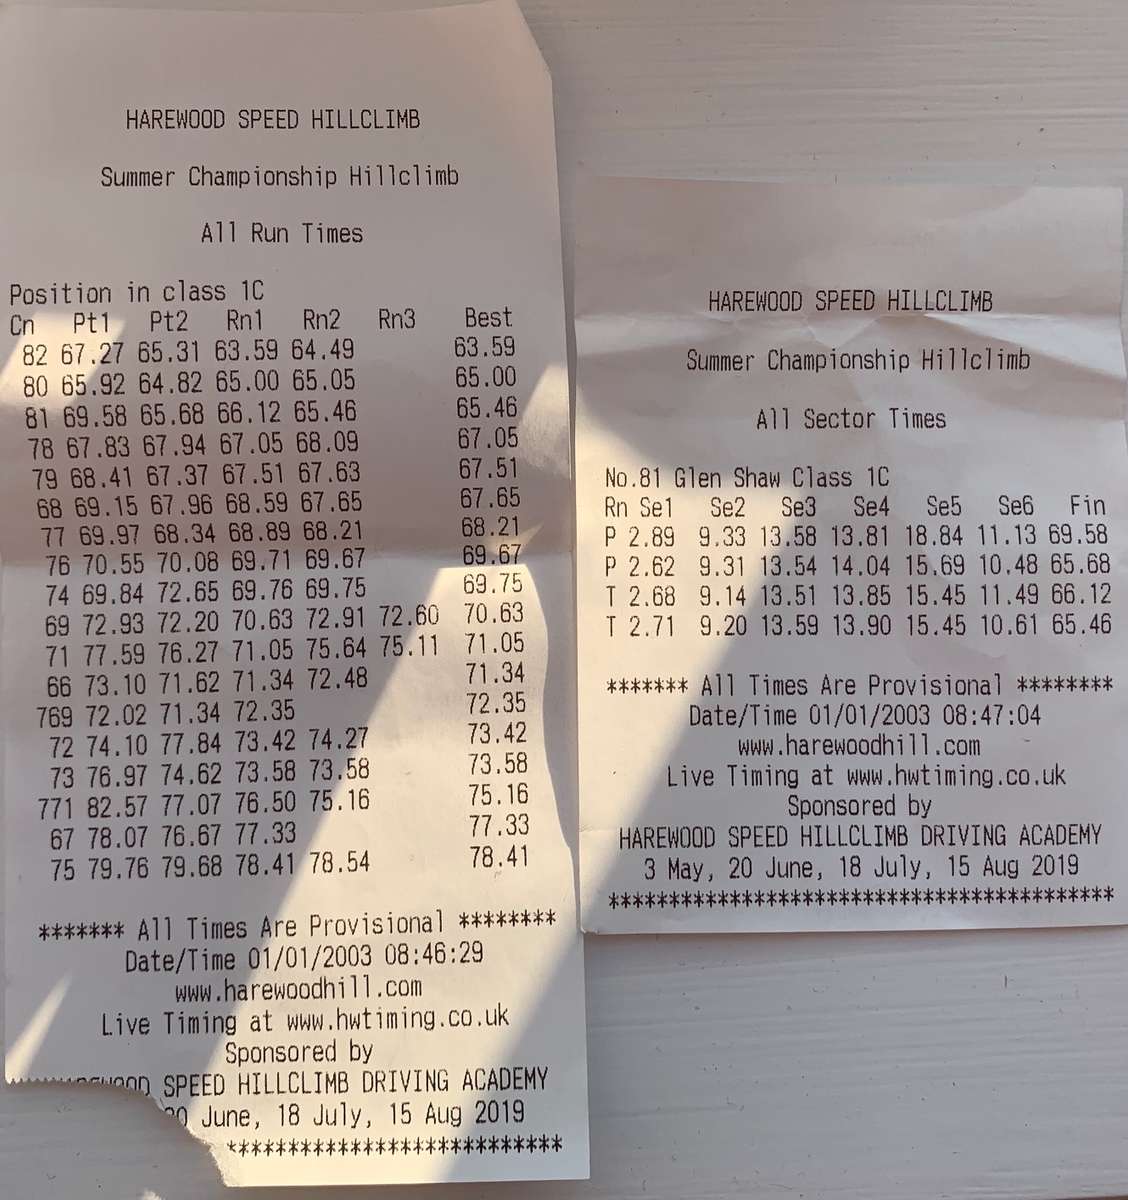 HAREWOOD SPEED HILLCLIMB
Summer Championship Hillclimb
All Run Times
Position in class 1C
Cn Pt1 Pt2 Rn1 Rn2 Rn3 Best
82 67.27 65.31 63.59 64.49 63.59
80 65.92 64.82 65.00 65.05 65.00
81 69.58 65.68 66.12 65.46 65.46
78 67.83 67.94 67.05 68.09 67.05
79 68.41 67.37 67.51 67.63 67.51
68 69.15 67.96 68.59 67.65 67.65
77 69.97 68.34 68.89 68.21 68.21
76 70.55 70.08 69.71 69.67 69.67
74 69.84 72.65 69.76 69.75 69.75
69 72.93 72.20 70.63 72.91 72.60 70.63
71 77.59 76.27 71.05 75.64 75.11 71.05
66 73.10 71.62 71.34 72.48 71.34
769 72.02 71.34 72.35 72.35
72 74.10 77.84 73.42 74.27 73.42
73 76.97 74.62 73.58 73.58 73.58
771 82.57 77.07 76.50 75.16 75.16
67 78.07 76.67 77.33 77.33
75 79.76 79.68 78.41 78.54 78.41
******* All Times Are Provisional ********
Date/Time 01/01/2003 08:46:29
www.harewoodhill.com
Live Timing at www.hwtiming.co.uk
Sponsored by
SPEED HILLCLIMB DRIVING ACADEMY
June, 18 July, 15 Aug 2019
***************************
HAREWOOD SPEED HILLCLIMB
Summer Championship Hillclimb
All Sector Times
No.81 Glen Shaw Class 1C
Rn Se1 Se2 Se3 Se4 Se5 Se6 Fin
P 2.89 9.33 13.58 13.81 18.84 11.13 69.58
P 2.62 9.31 13.54 14.04 15.69 10.48 65.68
T 2.68 9.14 13.51 13.85 15.45 11.49 66.12
T 2.71 9.20 13.59 13.90 15.45 10.61 65.46
******* All Times Are Provisional ********
Date/Time 01/01/2003 08:47:04
www.harewoodhill.com
Live Timing at www.hwtiming.co.uk
Sponsored by
HAREWOOD SPEED HILLCLIMB DRIVING ACADEMY
3 May, 20 June, 18 July, 15 Aug 2019
******************************************